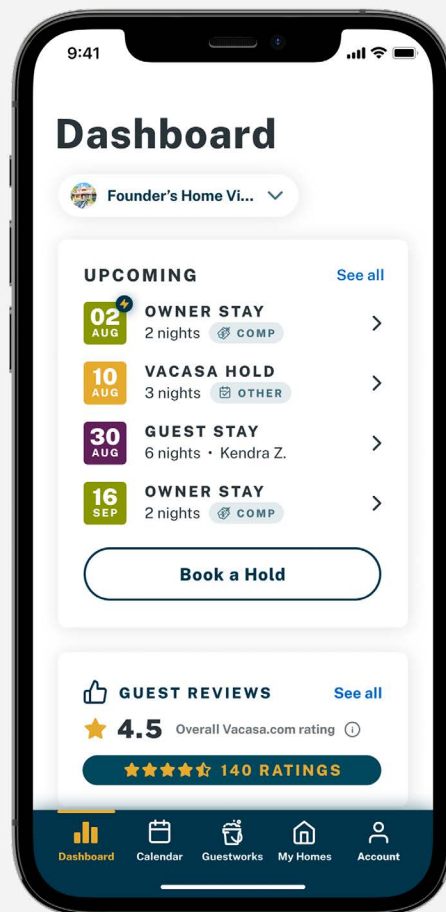 9:41
Dashboard
Founder's Home Vi...
UPCOMING See all
02 AUG OWNER STAY
2 nights COMP
10 AUG VACASA HOLD
3 nights OTHER
30 AUG GUEST STAY
6 nights • Kendra Z.
16 SEP OWNER STAY
2 nights COMP
Book a Hold
GUEST REVIEWS See all
4.5 Overall Vacasa.com rating
140 RATINGS
Dashboard Calendar Guestworks My Homes Account